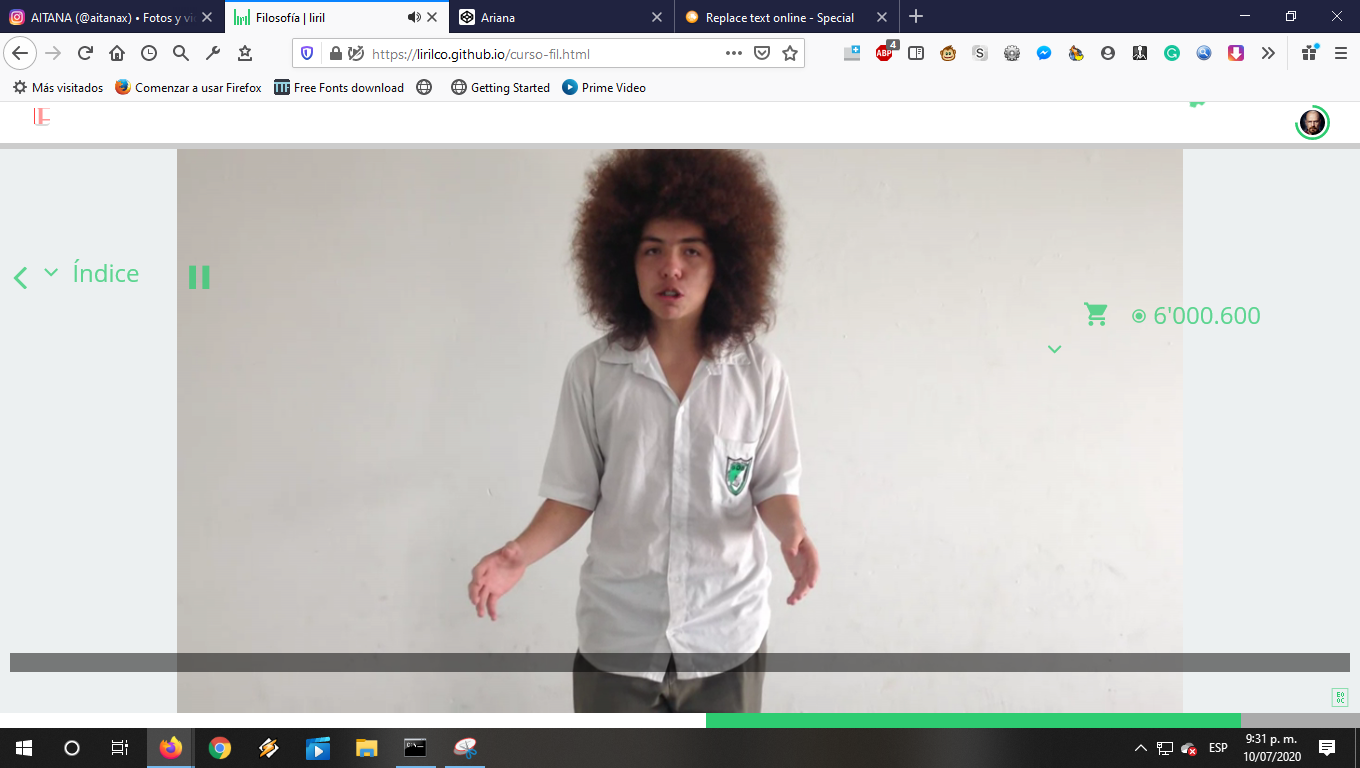 AITANA (@aitanax) • Fotos y vi
Filosofía | liril
Ariana
Replace text online - Special
https://lirilco.github.io/curso-fil.html
ABP
4
S
Más visitados
Comenzar a usar Firefox
Free Fonts download
Getting Started
Prime Video
Índice
6'000.600
ESP
9:31 p. m.
10/07/2020